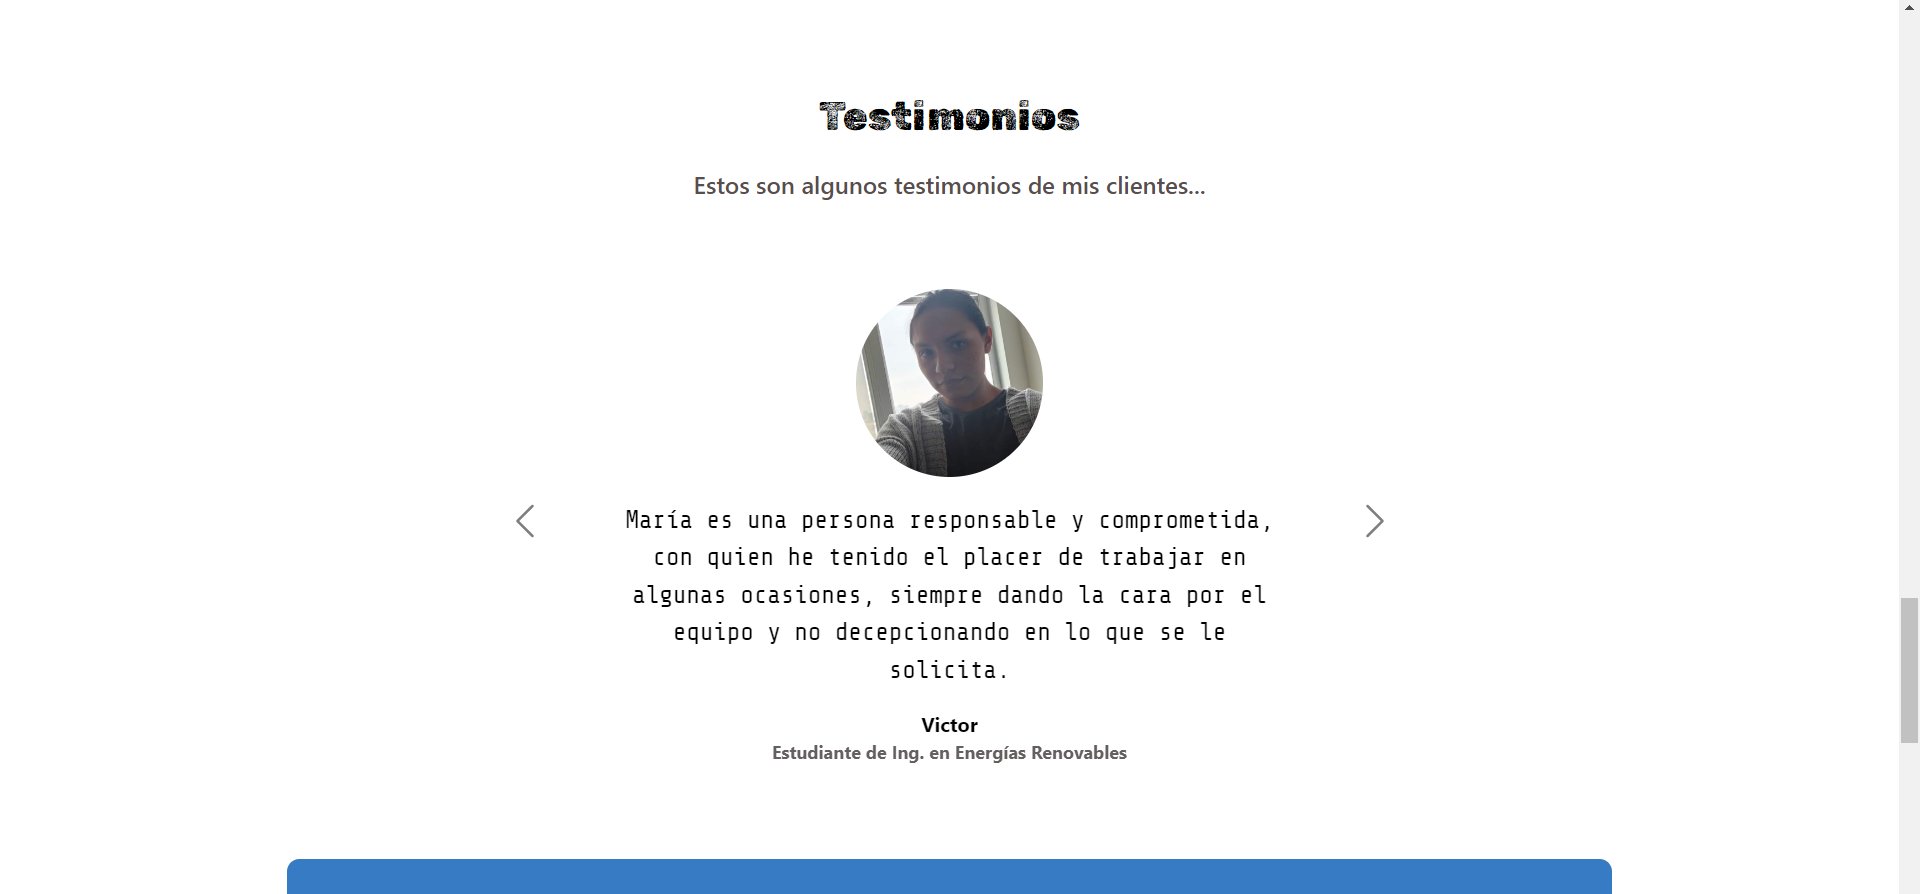 Testimonios
Estos son algunos testimonios de mis clientes...
María es una persona responsable y comprometida,
con quien he tenido el placer de trabajar en
algunas ocasiones, siempre dando la cara por el
equipo y no decepcionando en lo que se le
solicita.
Victor
Estudiante de Ing. en Energías Renovables